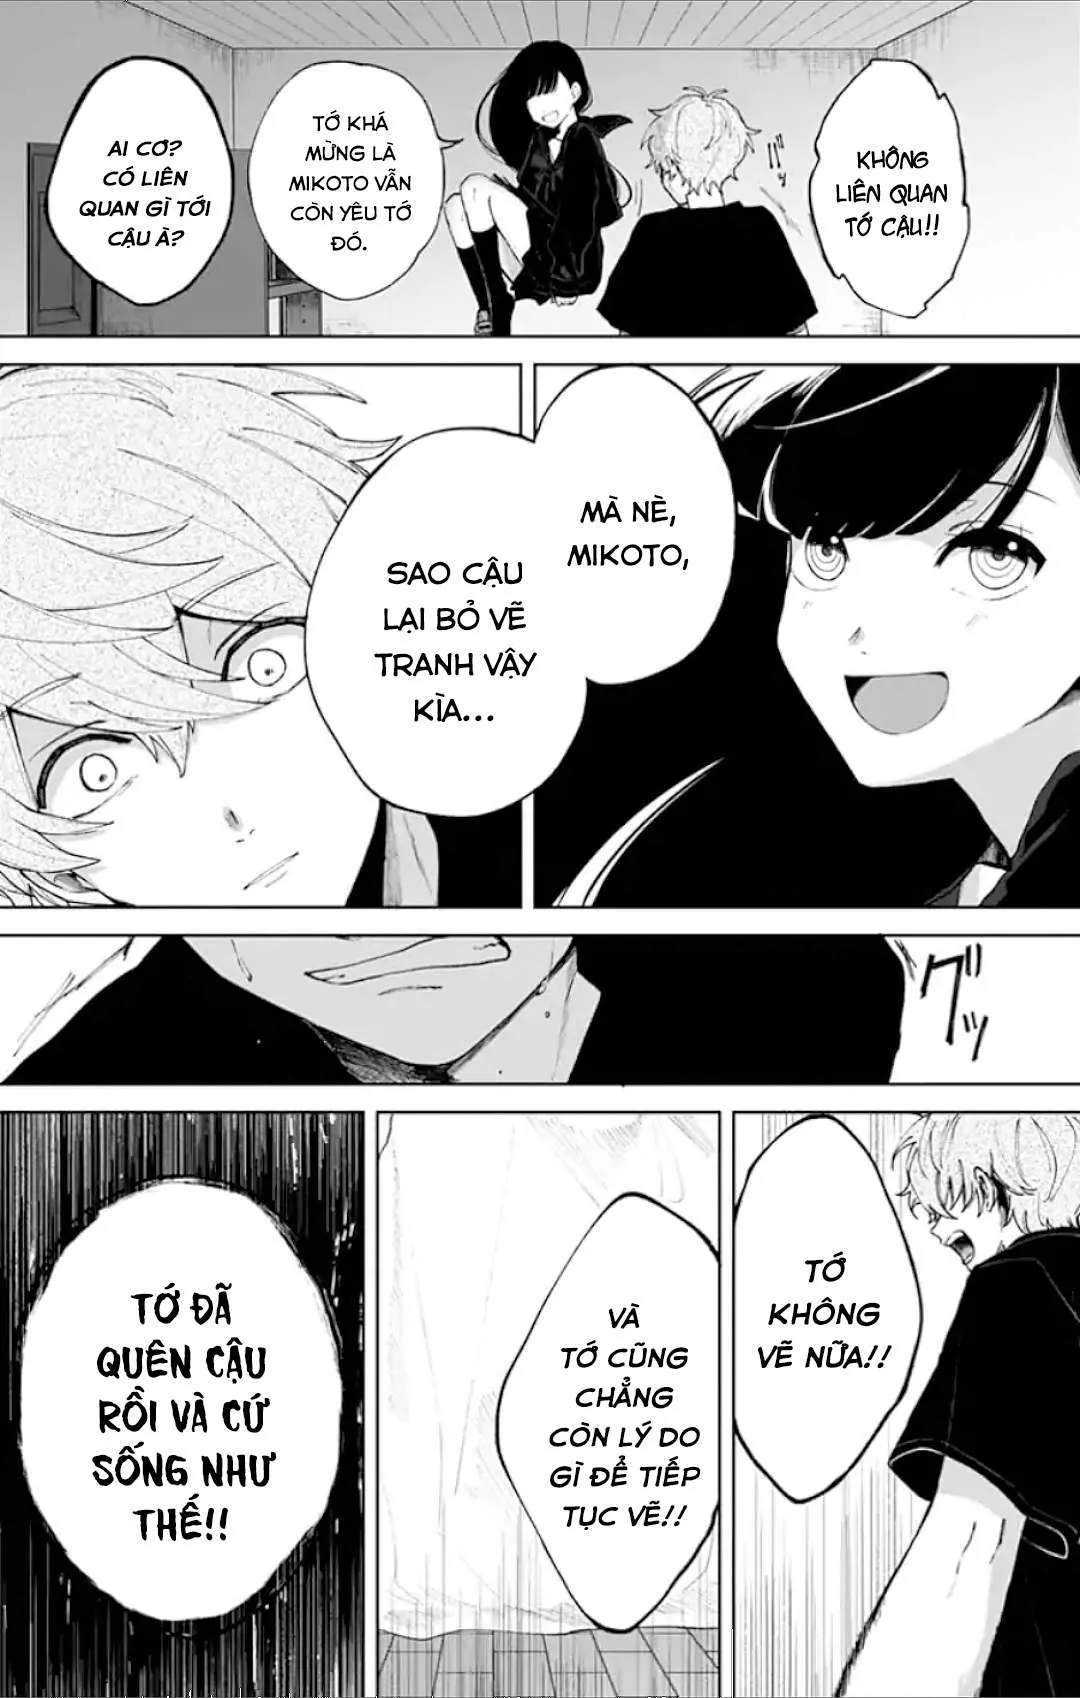 KHÔNG
LIÊN QUAN
TỚ CẬU!!
TỚ KHÁ
MỪNG LÀ
MIKOTO VẪN
CÒN YÊU TỚ
ĐÓ.
AI CƠ?
CÓ LIÊN
QUAN GÌ TỚI
CẬU À?
MÀ NÈ,
MIKOTO,
SAO CẬU
LẠI BỎ VẼ
TRANH VẬY
KÌA...
グッ
TỚ
KHÔNG
VẼ NỮA!!
VÀ
TỚ CŨNG
CHẲNG
CÒN LÝ DO
GÌ ĐỂ TIẾP
TỤC VẼ!!
TỚ ĐÃ
QUÊN CẬU
RỒI VÀ CỨ
SỐNG NHƯ
THẾ!!